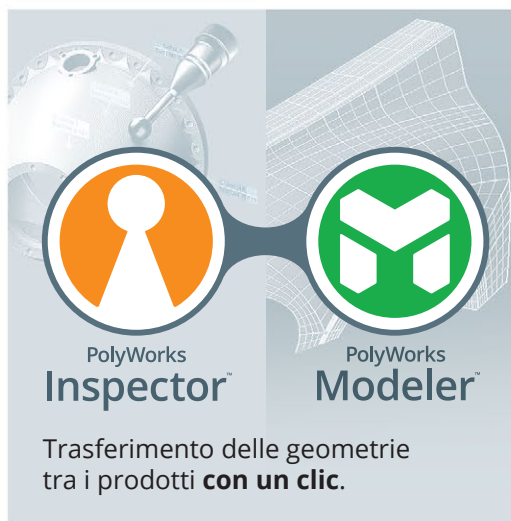 PolyWorks
Inspector™
PolyWorks
Modeler™
Trasferimento delle geometrie
tra i prodotti con un clic.